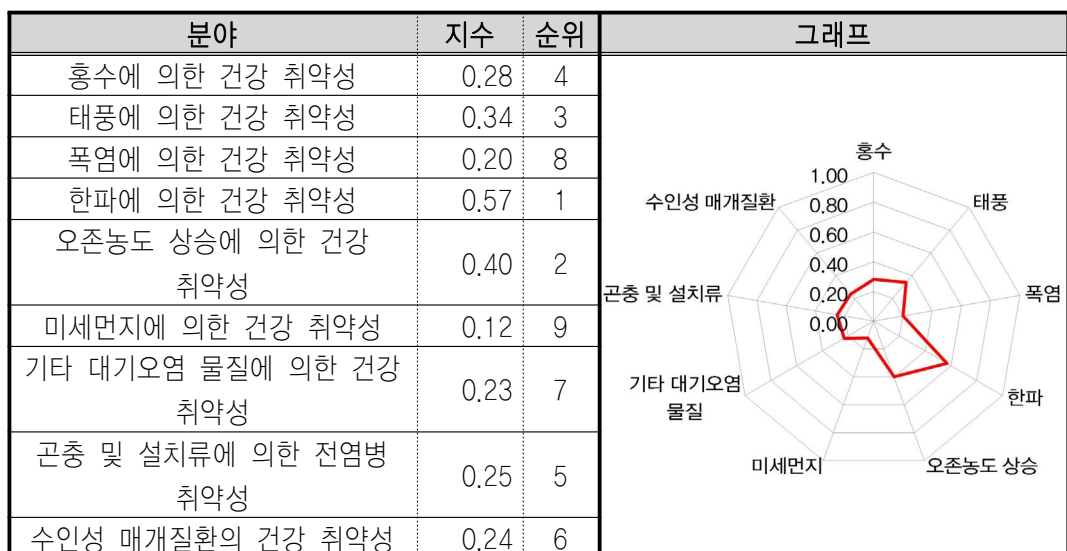 분야 지수 순위 그래프
홍수에 의한 건강 취약성 0.28 4
태풍에 의한 건강 취약성 0.34 3
폭염에 의한 건강 취약성 0.20 8
한파에 의한 건강 취약성 0.57 1
오존농도 상승에 의한 건강
취약성 0.40 2
미세먼지에 의한 건강 취약성 0.12 9
기타 대기오염 물질에 의한 건강
취약성 0.23 7
곤충 및 설치류에 의한 전염병
취약성 0.25 5
수인성 매개질환의 건강 취약성 0.24 6
홍수
1.00
수인성 매개질환 0.80 태풍
0.60
0.40
곤충 및 설치류 0.20 폭염
0.00
기타 대기오염
물질
한파
미세먼지 오존농도 상승